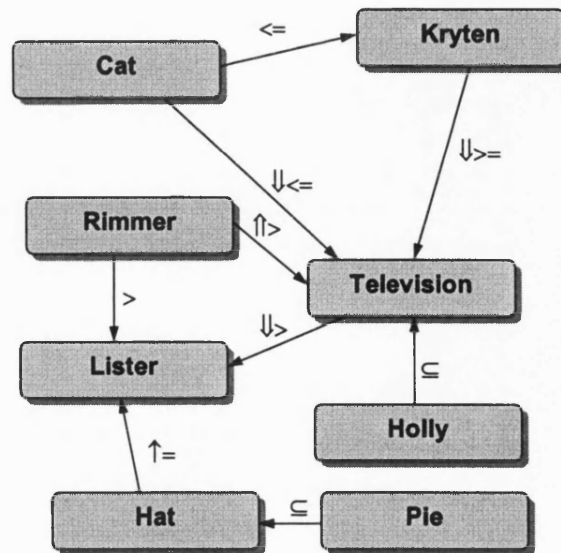 <=
Kryten
Cat
⇓>=
⇓<=
Rimmer
⇑>
Television
>
⇓>
Lister
⊆
Holly
↑=
Hat
⊆
Pie